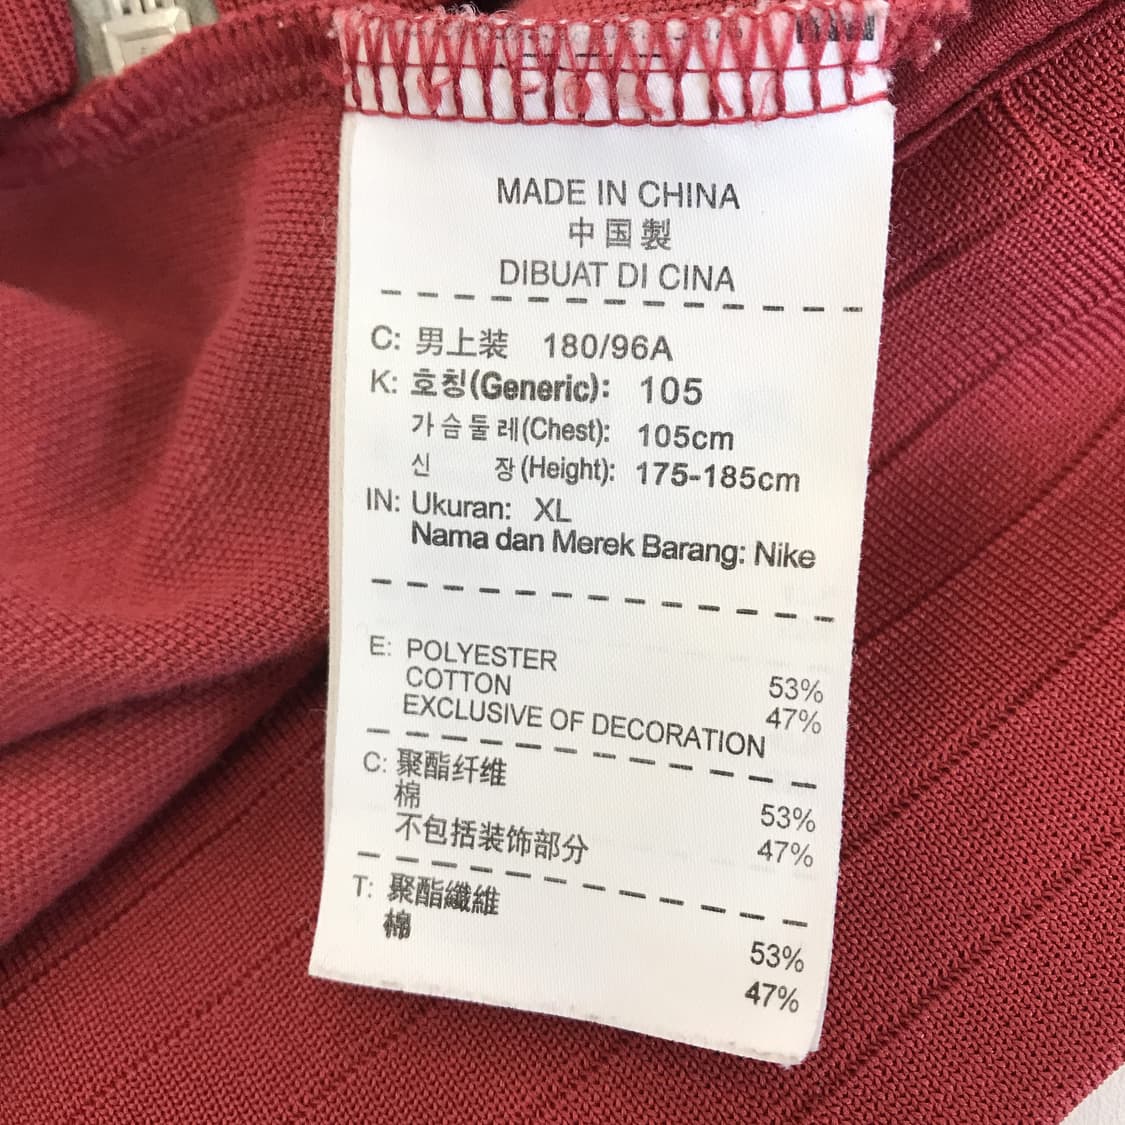 MADE IN CHINA
中国製
DIBUAT DI CINA
C: 男上装 180/96A
K: 호칭(Generic): 105
가슴둘레(Chest): 105cm
신 장(Height): 175-185cm
IN: Ukuran: XL
Nama dan Merek Barang: Nike
E: POLYESTER 53%
COTTON 47%
EXCLUSIVE OF DECORATION
C: 聚酯纤维 53%
棉 47%
不包括装饰部分
T: 聚酯纖維 53%
棉 47%